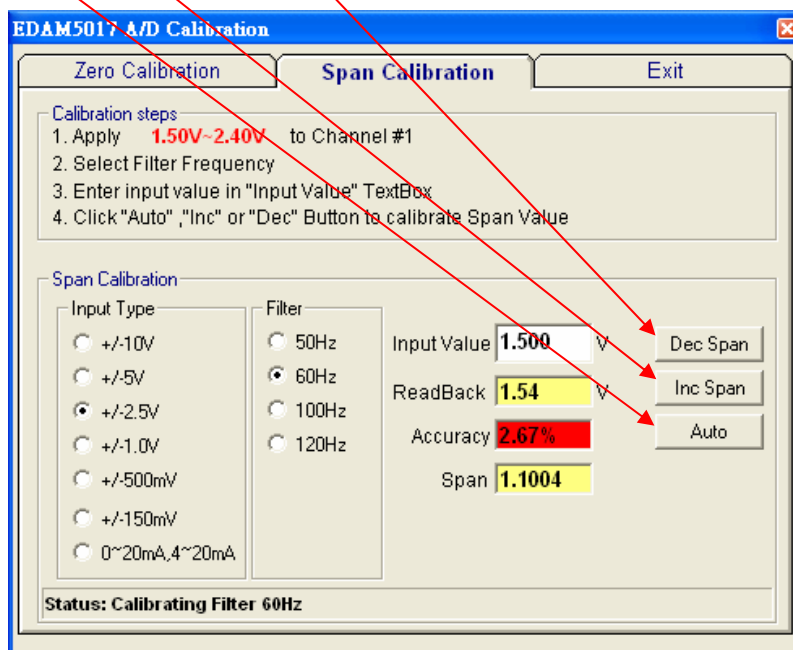 EDAM5017 A/D Calibration
Zero Calibration Span Calibration Exit
Calibration steps
1. Apply 1.50V~2.40V to Channel #1
2. Select Filter Frequency
3. Enter input value in "Input Value" TextBox
4. Click "Auto" ,"Inc" or "Dec" Button to calibrate Span Value
Span Calibration
Input Type
+/-10V
+/-5V
+/-2.5V
+/-1.0V
+/-500mV
+/-150mV
0~20mA,4~20mA
Filter
50Hz
60Hz
100Hz
120Hz
Input Value 1.500 V Dec Span
ReadBack 1.54 V Inc Span
Accuracy 2.67% Auto
Span 1.1004
Status: Calibrating Filter 60Hz